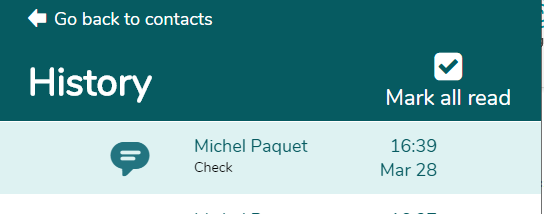 Go back to contacts
History
Mark all read
Michel Paquet 16:39
Check
Mar 28